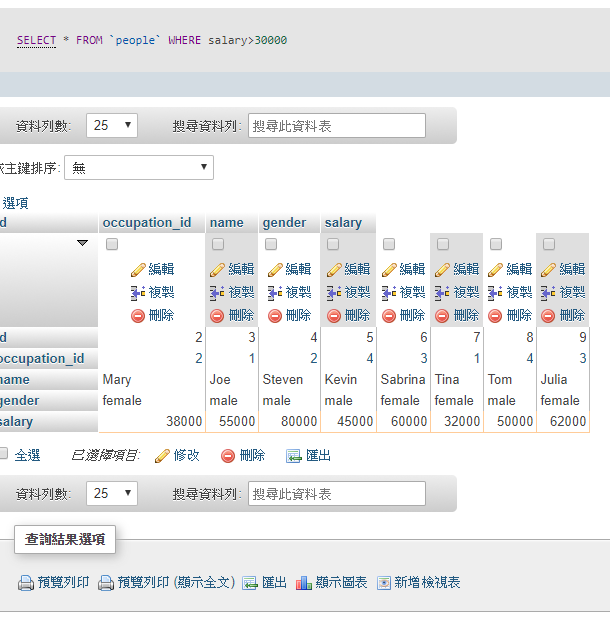 SELECT * FROM `people` WHERE salary>30000
資料列數: 25 搜尋資料列: 搜尋此資料表
主鍵排序: 無
選項
occupation_id name gender salary
編輯 編輯 編輯 編輯 編輯 編輯 編輯 編輯
複製 複製 複製 複製 複製 複製 複製 複製
刪除 刪除 刪除 刪除 刪除 刪除 刪除 刪除
d 2 3 4 5 6 7 8 9
occupation_id 2 1 2 4 3 1 4 3
name Mary Joe Steven Kevin Sabrina Tina Tom Julia
gender female male male male female female male female
salary 38000 55000 80000 45000 60000 32000 50000 62000
全選 已選擇項目: 修改 刪除 匯出
資料列數: 25 搜尋資料列: 搜尋此資料表
查詢結果選項
預覽列印 預覽列印 (顯示全文) 匯出 顯示圖表 新增檢視表